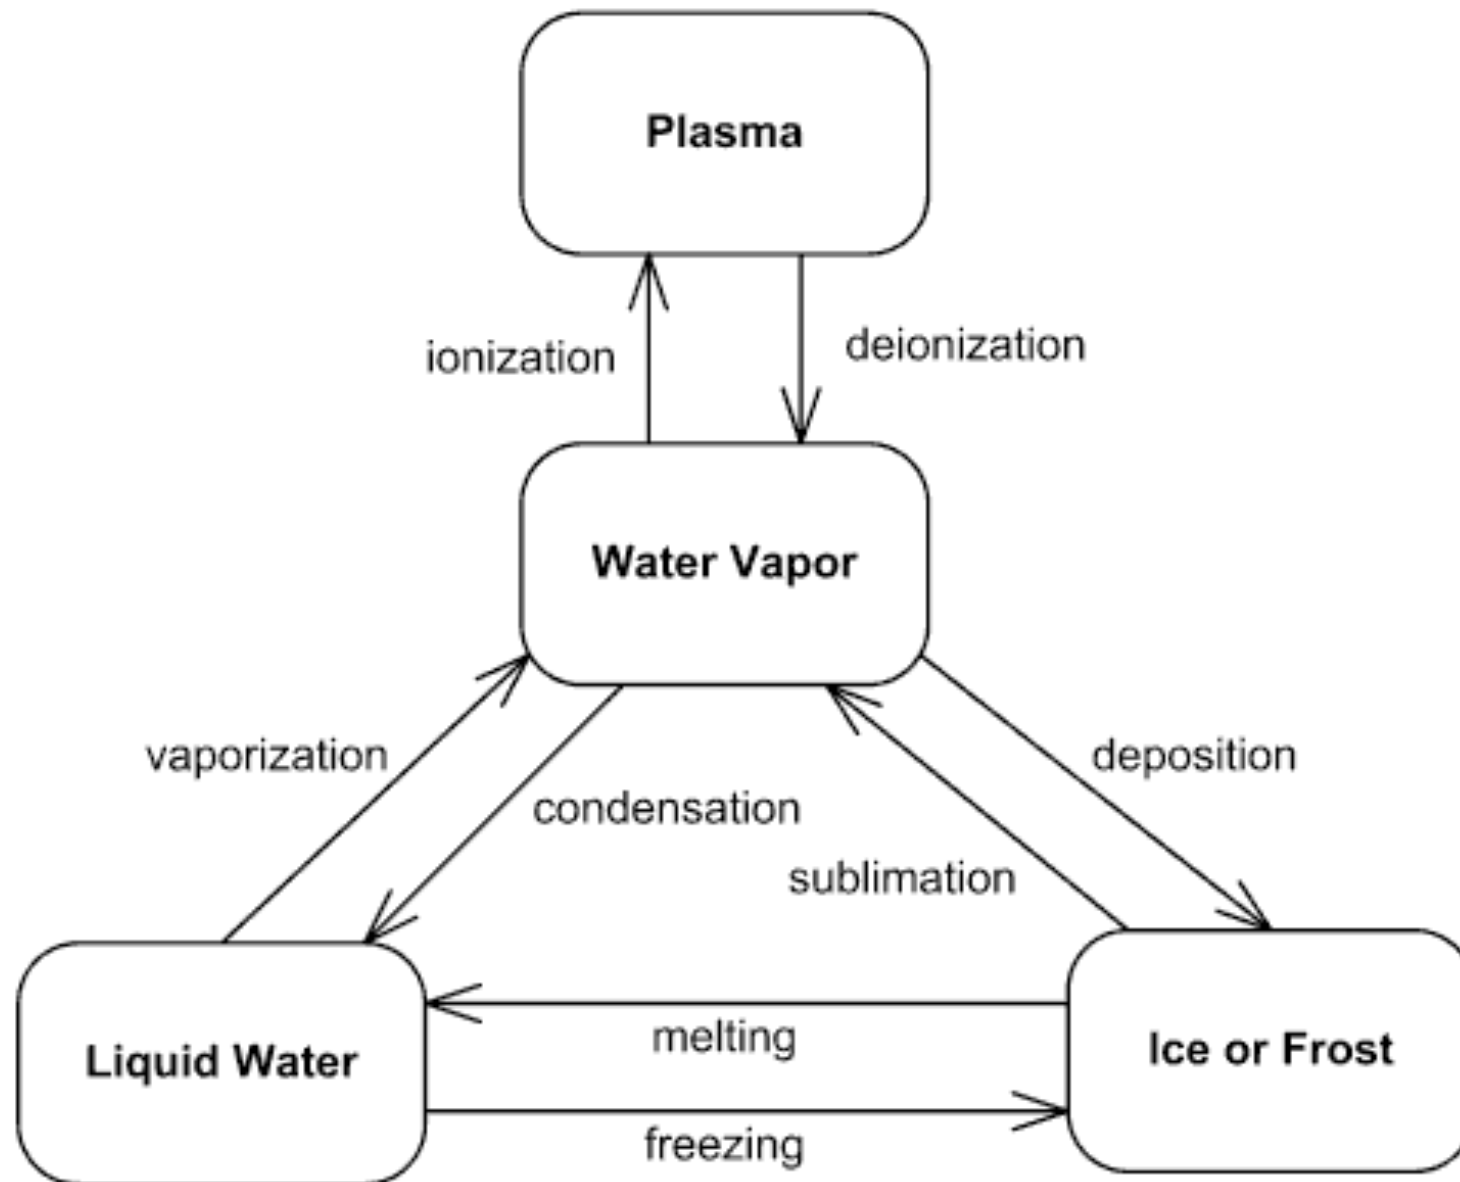 Plasma
ionization
deionization
Water Vapor
vaporization
condensation
deposition
sublimation
melting
Liquid Water
Ice or Frost
freezing